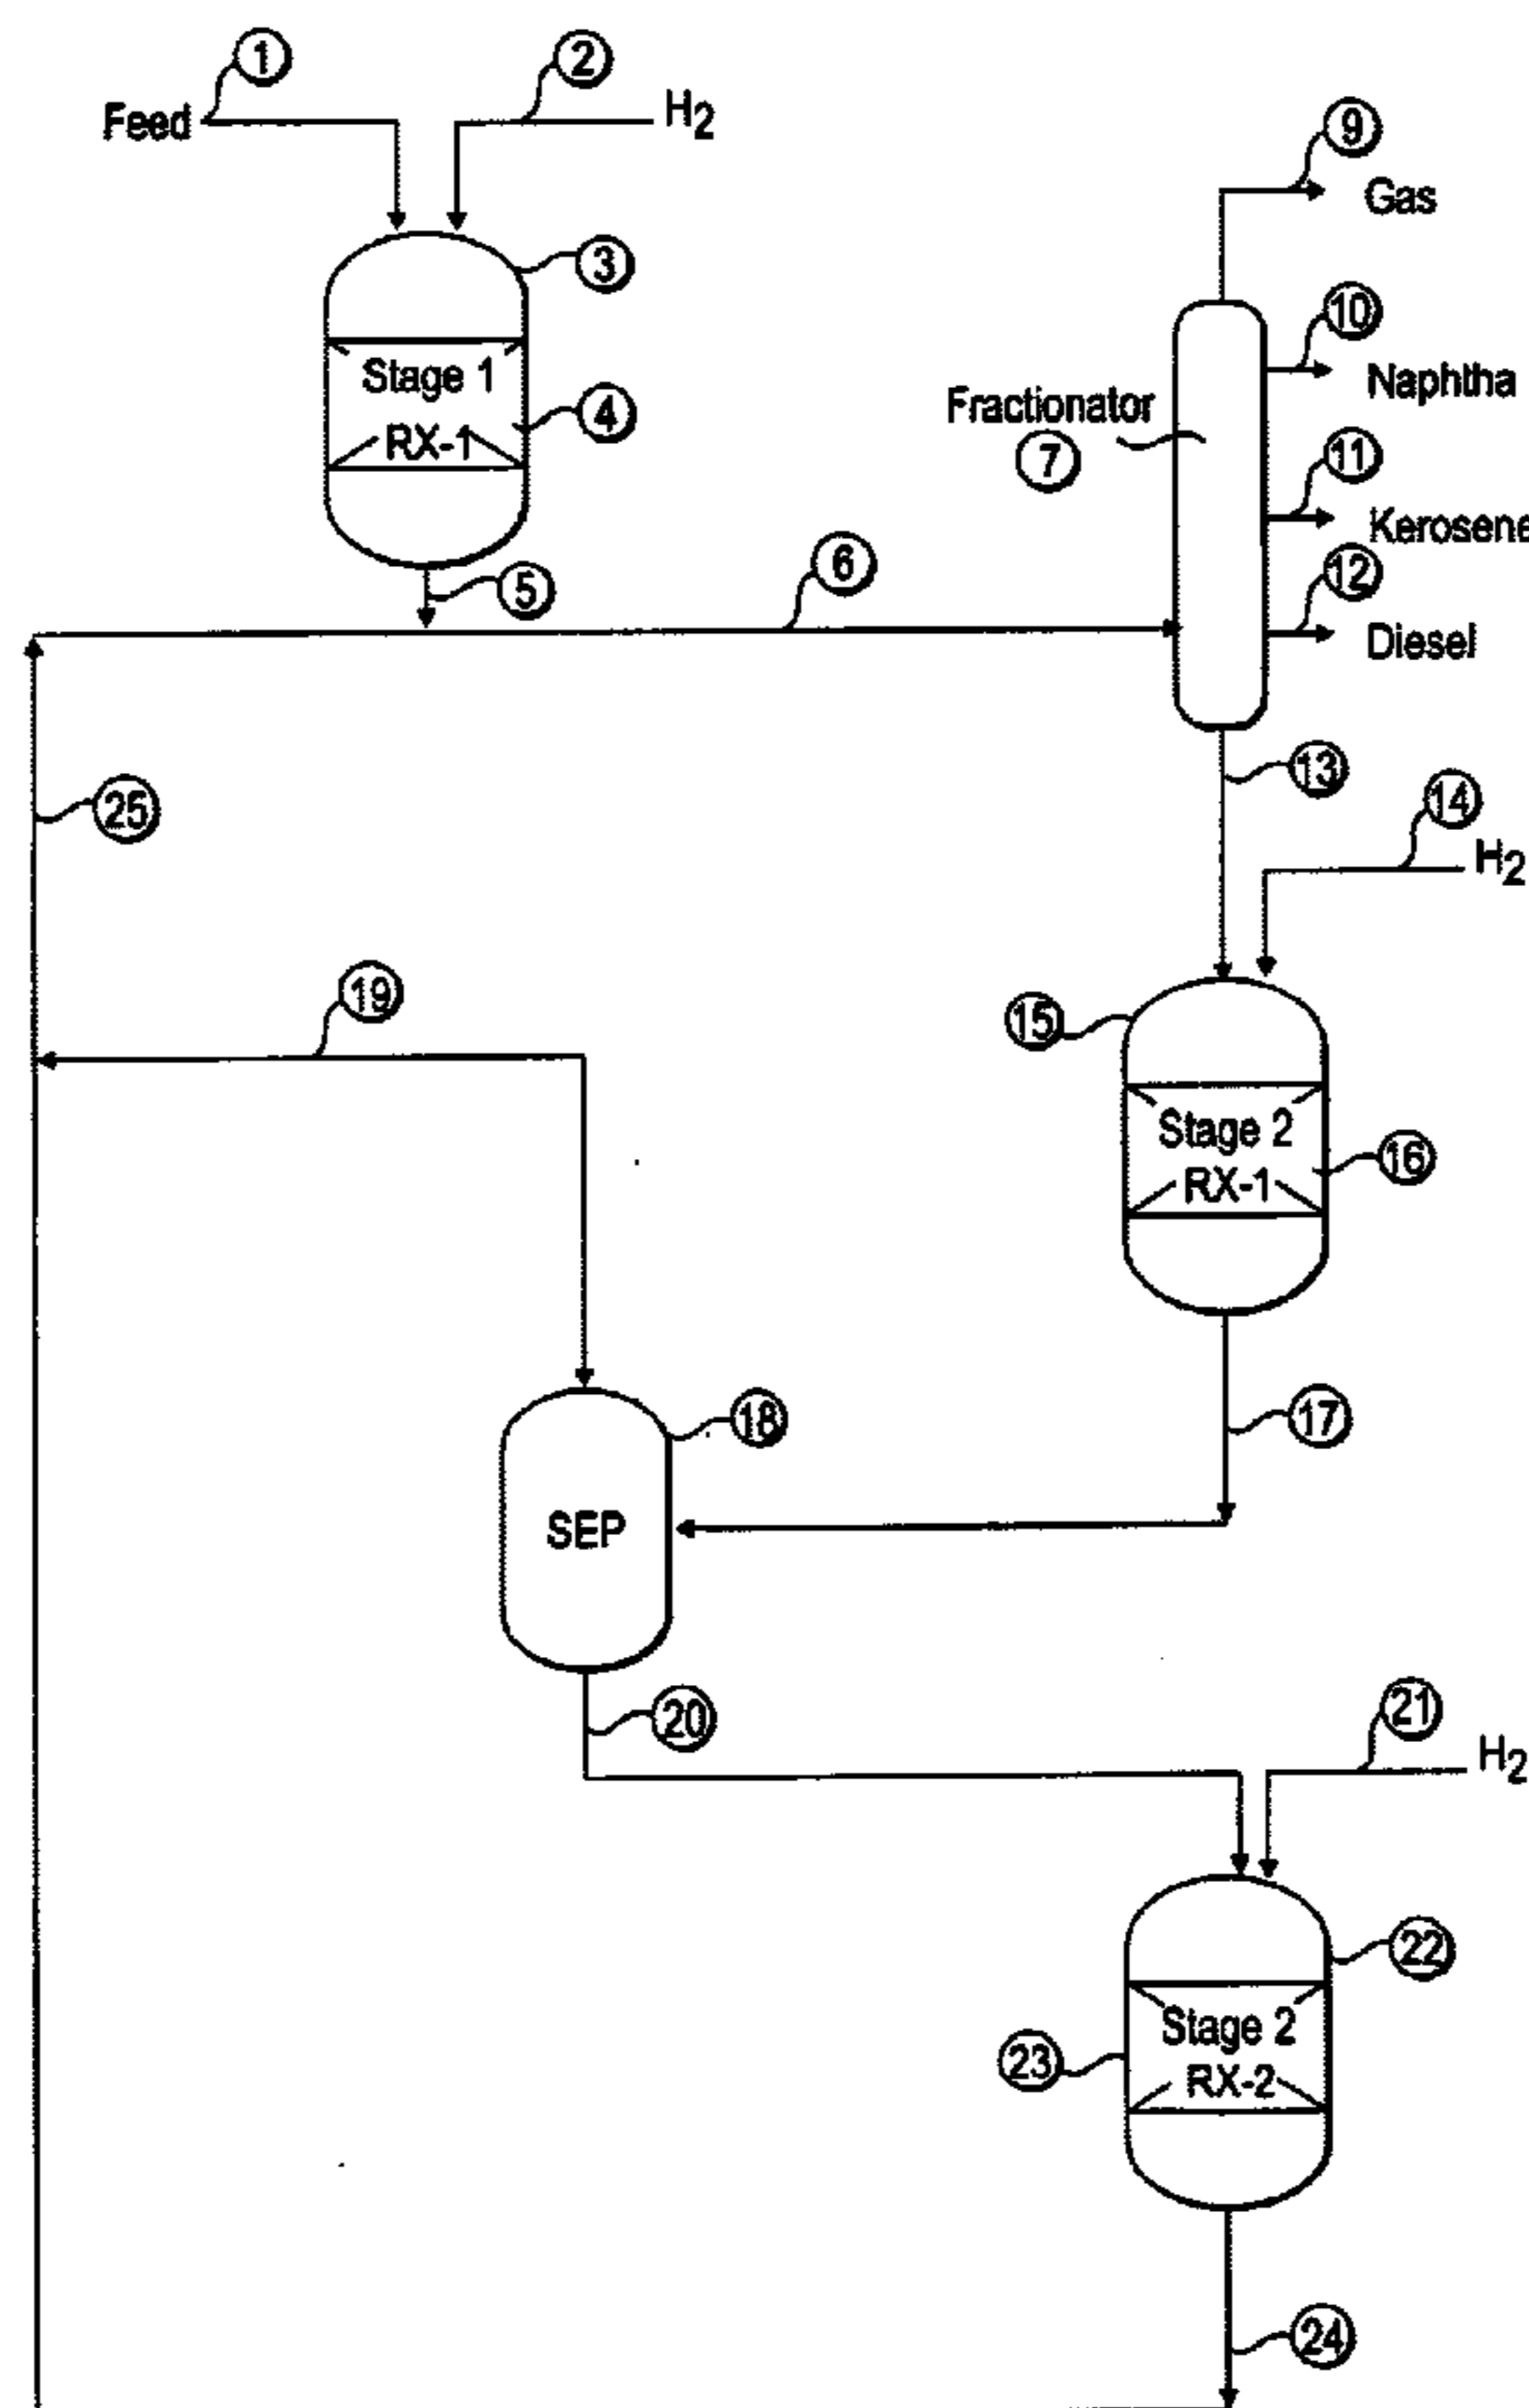 1
2
Feed
H2
9
Gas
3
10
Stage 1
Naphtha
4
Fractionator
RX-1
11
7
Kerosene
6
12
5
Diesel
13
25
14
H2
19
15
Stage 2
16
RX-1
17
18
SEP
20
21
H2
22
Stage 2
23
RX-2
24